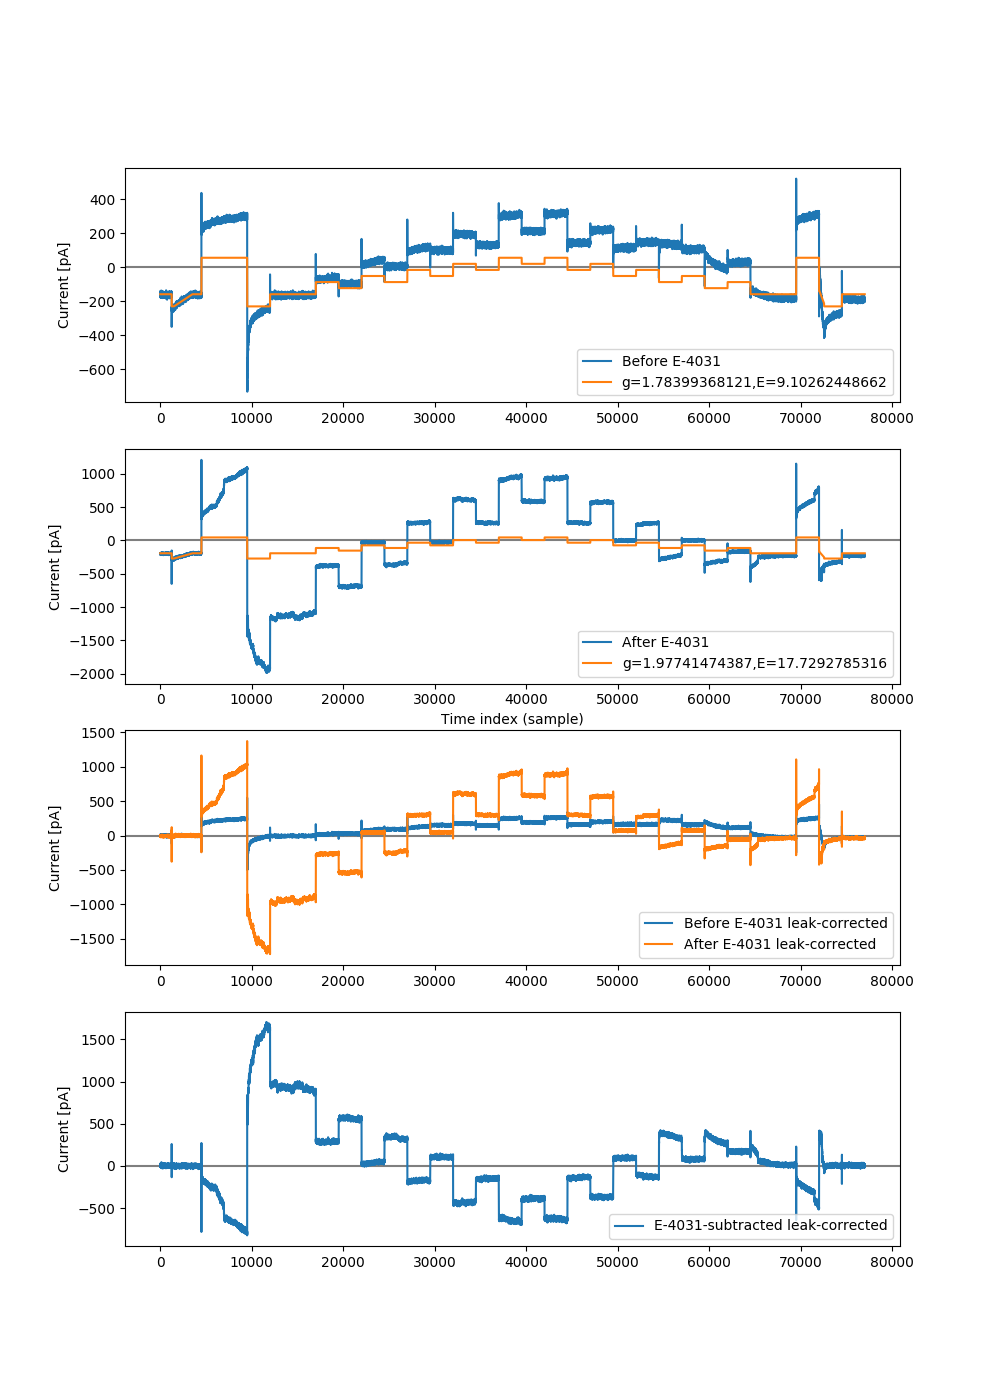 400
200
0
−200
−400
−600
Current [pA]
Before E-4031
g=1.78399368121,E=9.10262448662
0 10000 20000 30000 40000 50000 60000 70000 80000
1000
500
0
−500
−1000
−1500
−2000
Current [pA]
After E-4031
g=1.97741474387,E=17.7292785316
0 10000 20000 30000 40000 50000 60000 70000 80000
Time index (sample)
1500
1000
500
0
−500
−1000
−1500
Current [pA]
Before E-4031 leak-corrected
After E-4031 leak-corrected
0 10000 20000 30000 40000 50000 60000 70000 80000
1500
1000
500
0
−500
Current [pA]
E-4031-subtracted leak-corrected
0 10000 20000 30000 40000 50000 60000 70000 80000